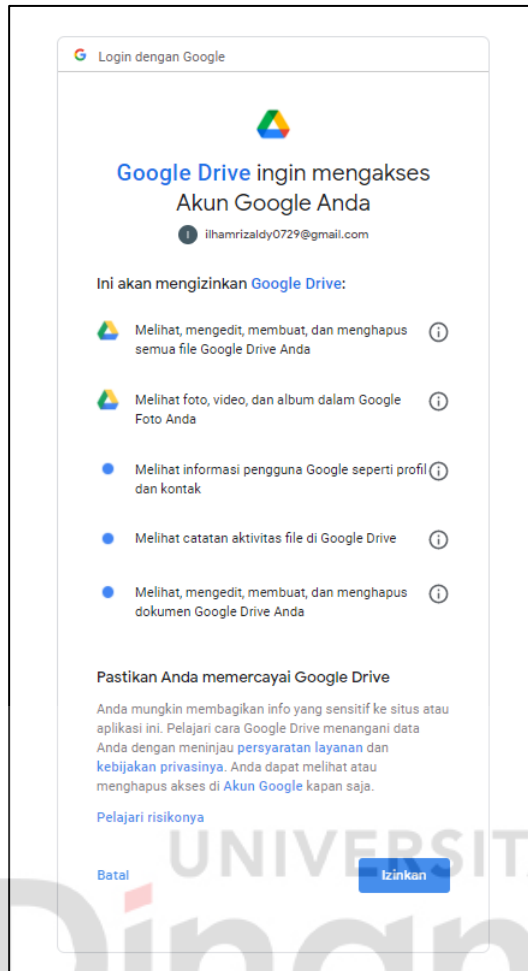 Login dengan Google
Google Drive ingin mengakses
Akun Google Anda
ilhamrizaldy0729@gmail.com
Ini akan mengizinkan Google Drive:
Melihat, mengedit, membuat, dan menghapus
semua file Google Drive Anda
Melihat foto, video, dan album dalam Google
Foto Anda
Melihat informasi pengguna Google seperti profil
dan kontak
Melihat catatan aktivitas file di Google Drive
Melihat, mengedit, membuat, dan menghapus
dokumen Google Drive Anda
Pastikan Anda memercayai Google Drive
Anda mungkin membagikan info yang sensitif ke situs atau
aplikasi ini. Pelajari cara Google Drive menangani data
Anda dengan meninjau persyaratan layanan dan
kebijakan privasinya. Anda dapat melihat atau
menghapus akses di Akun Google kapan saja.
Pelajari risikonya
UNIVERSITA
Batal
Izinkan
Dinam